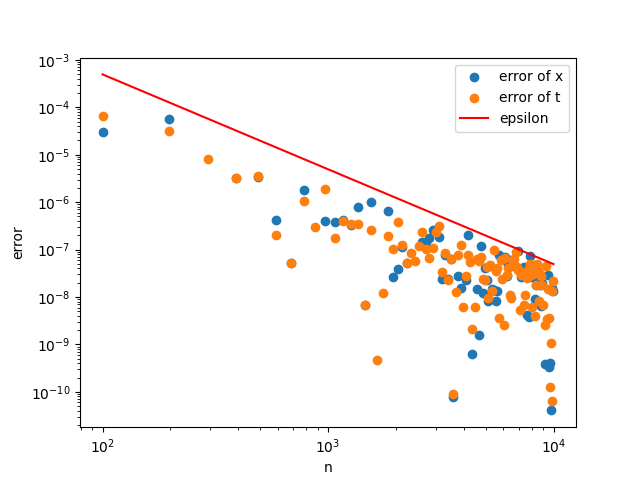 error of x
error of t
epsilon
error
10⁻³
10⁻⁴
10⁻⁵
10⁻⁶
10⁻⁷
10⁻⁸
10⁻⁹
10⁻¹⁰
10²
10³
10⁴
n